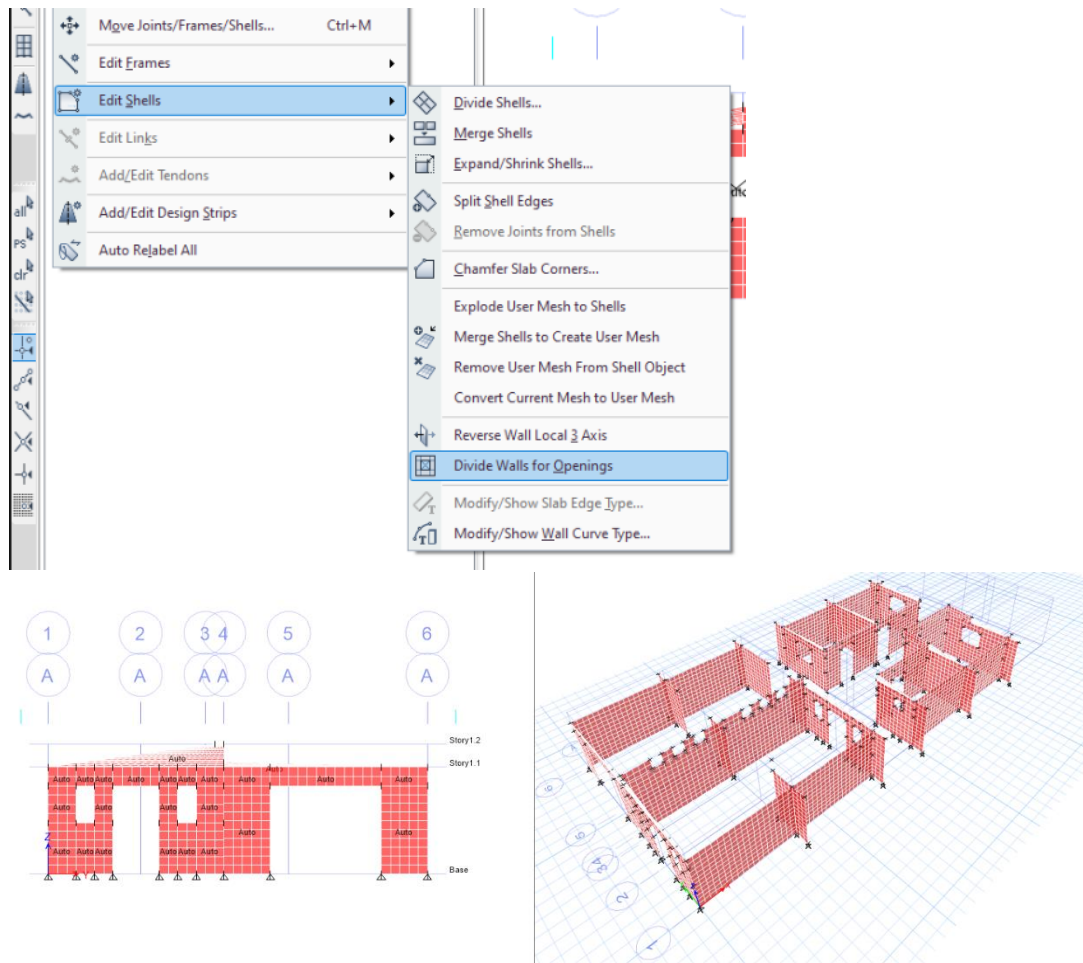 Move Joints/Frames/Shells... Ctrl+M
Edit Frames
Edit Shells
Edit Links
Add/Edit Tendons
Add/Edit Design Strips
Auto Relabel All
all
PS
clr
Divide Shells...
Merge Shells
Expand/Shrink Shells...
Split Shell Edges
Remove Joints from Shells
Chamfer Slab Corners...
Explode User Mesh to Shells
Merge Shells to Create User Mesh
Remove User Mesh From Shell Object
Convert Current Mesh to User Mesh
Reverse Wall Local 3 Axis
Divide Walls for Openings
Modify/Show Slab Edge Type...
Modify/Show Wall Curve Type...
1 2 3 4 5 6
A A A A A A
Story1.2
Auto
Story1.1
Auto Auto Auto Auto Auto Auto Auto Auto Auto Auto
Auto Auto Auto
Auto Auto
Z
Auto Auto Auto Auto Auto Auto
Base
6
5
34
2
1